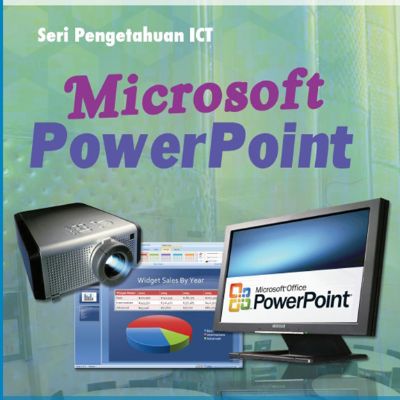 Seri Pengetahuan ICT
Microsoft
PowerPoint
Widget Sales By Year
Microsoft Office
PowerPoint